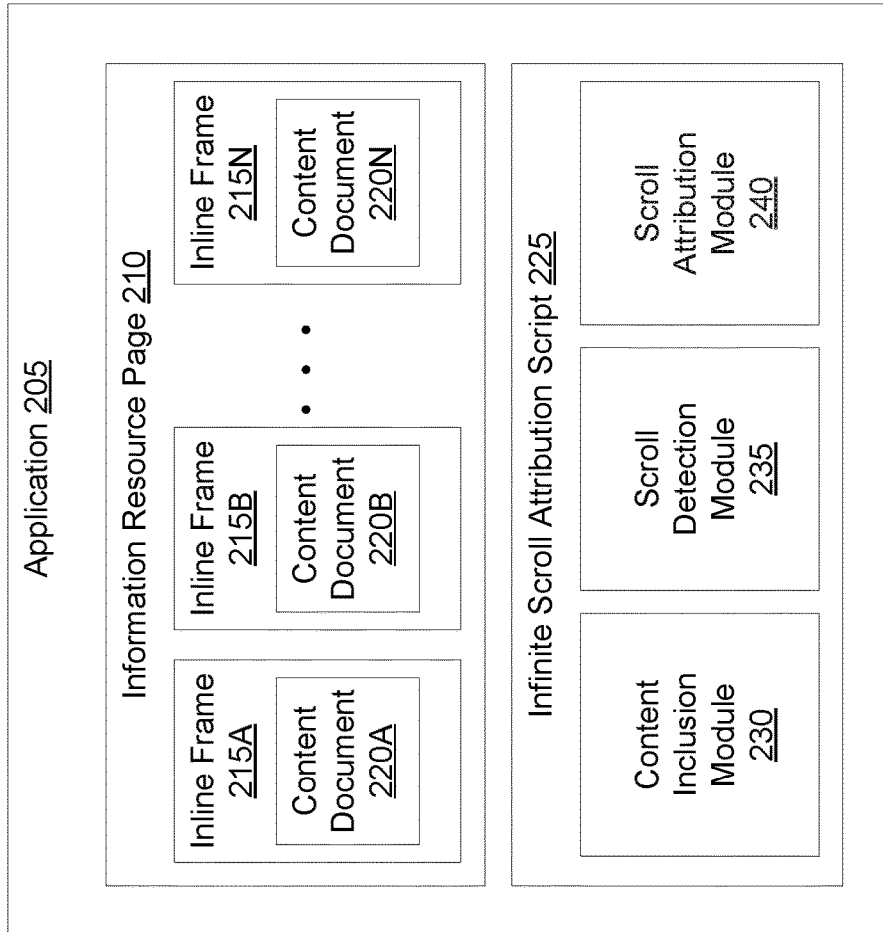 Application 205
Information Resource Page 210
Inline Frame
215A
Content
Document
220A
Inline Frame
215B
Content
Document
220B
Inline Frame
215N
Content
Document
220N
Infinite Scroll Attribution Script 225
Content
Inclusion
Module
230
Scroll
Detection
Module
235
Scroll
Attribution
Module
240